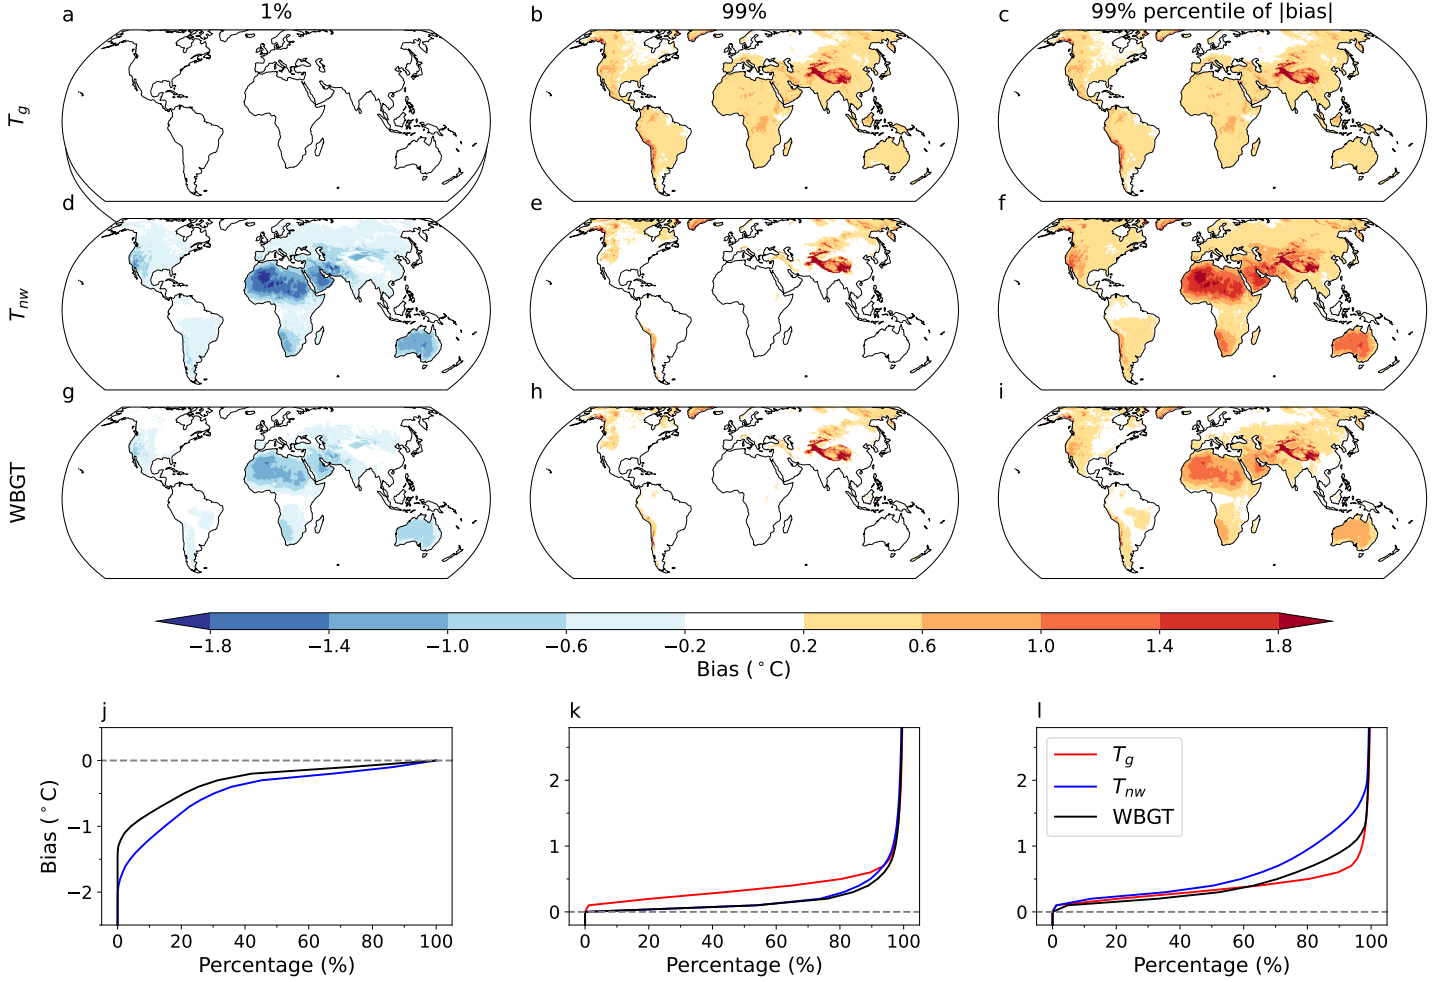 a 1% b 99% c 99% percentile of |bias|
T_g
d e f
T_nw
g h i
WBGT
−1.8 −1.4 −1.0 −0.6 −0.2 0.2 0.6 1.0 1.4 1.8
Bias (°C)
j k l
0
−1
−2
Bias (°C)
0 20 40 60 80 100
Percentage (%)
2
1
0
0 20 40 60 80 100
Percentage (%)
T_g
T_nw
WBGT
2
1
0
0 20 40 60 80 100
Percentage (%)